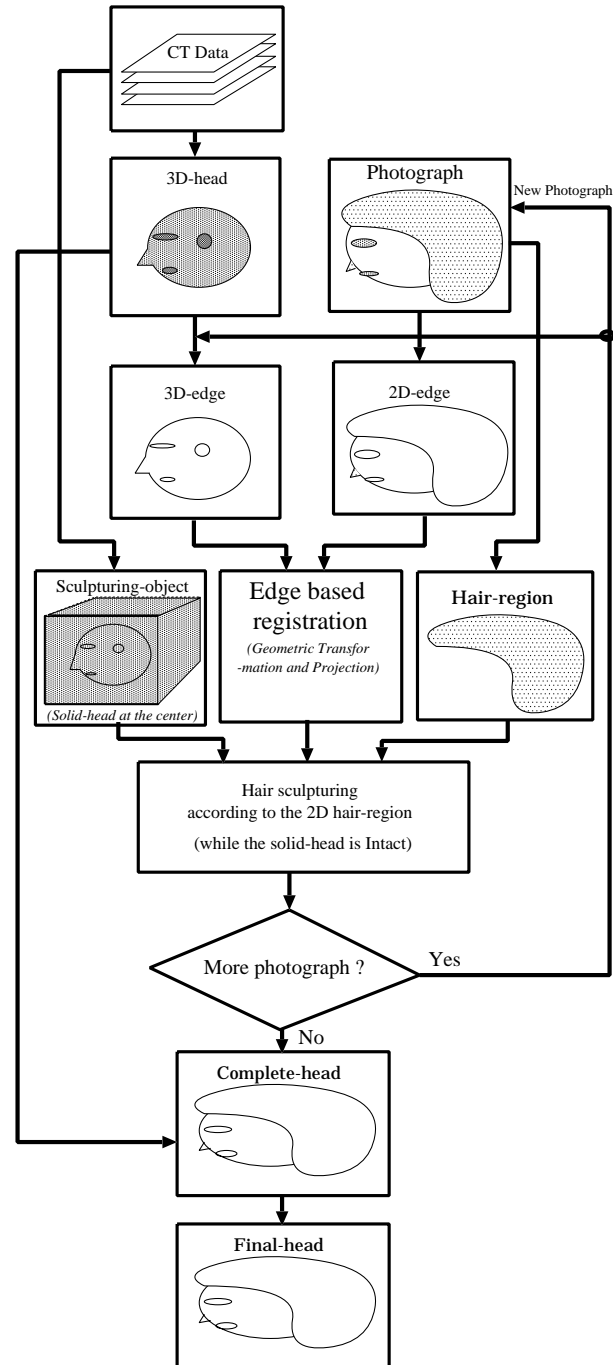 CT Data
3D-head
Photograph
New Photograph
3D-edge
2D-edge
Sculpturing-object
(Solid-head at the center)
Edge based
registration
(Geometric Transfor
-mation and Projection)
Hair-region
Hair sculpturing
according to the 2D hair-region
(while the solid-head is Intact)
More photograph ?
Yes
No
Complete-head
Final-head